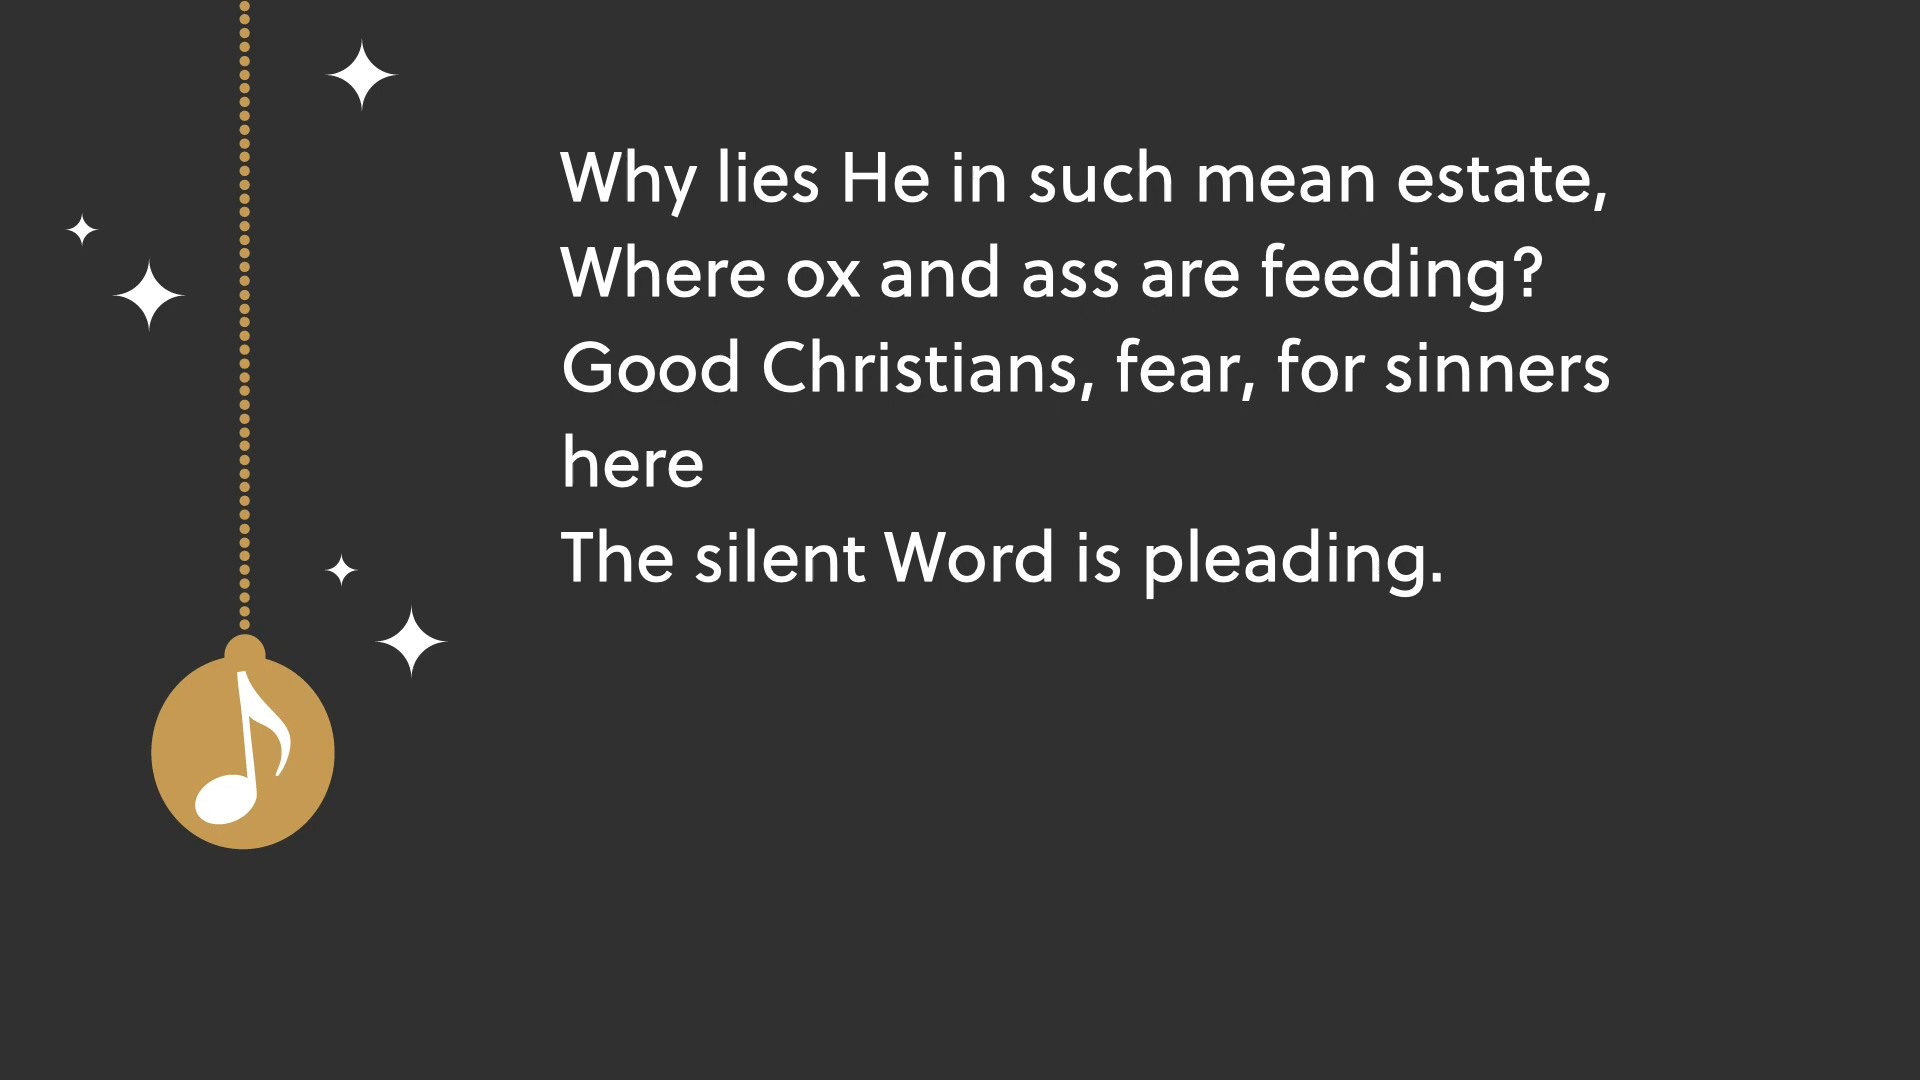 Why lies He in such mean estate,
Where ox and ass are feeding?
Good Christians, fear, for sinners
here
The silent Word is pleading.